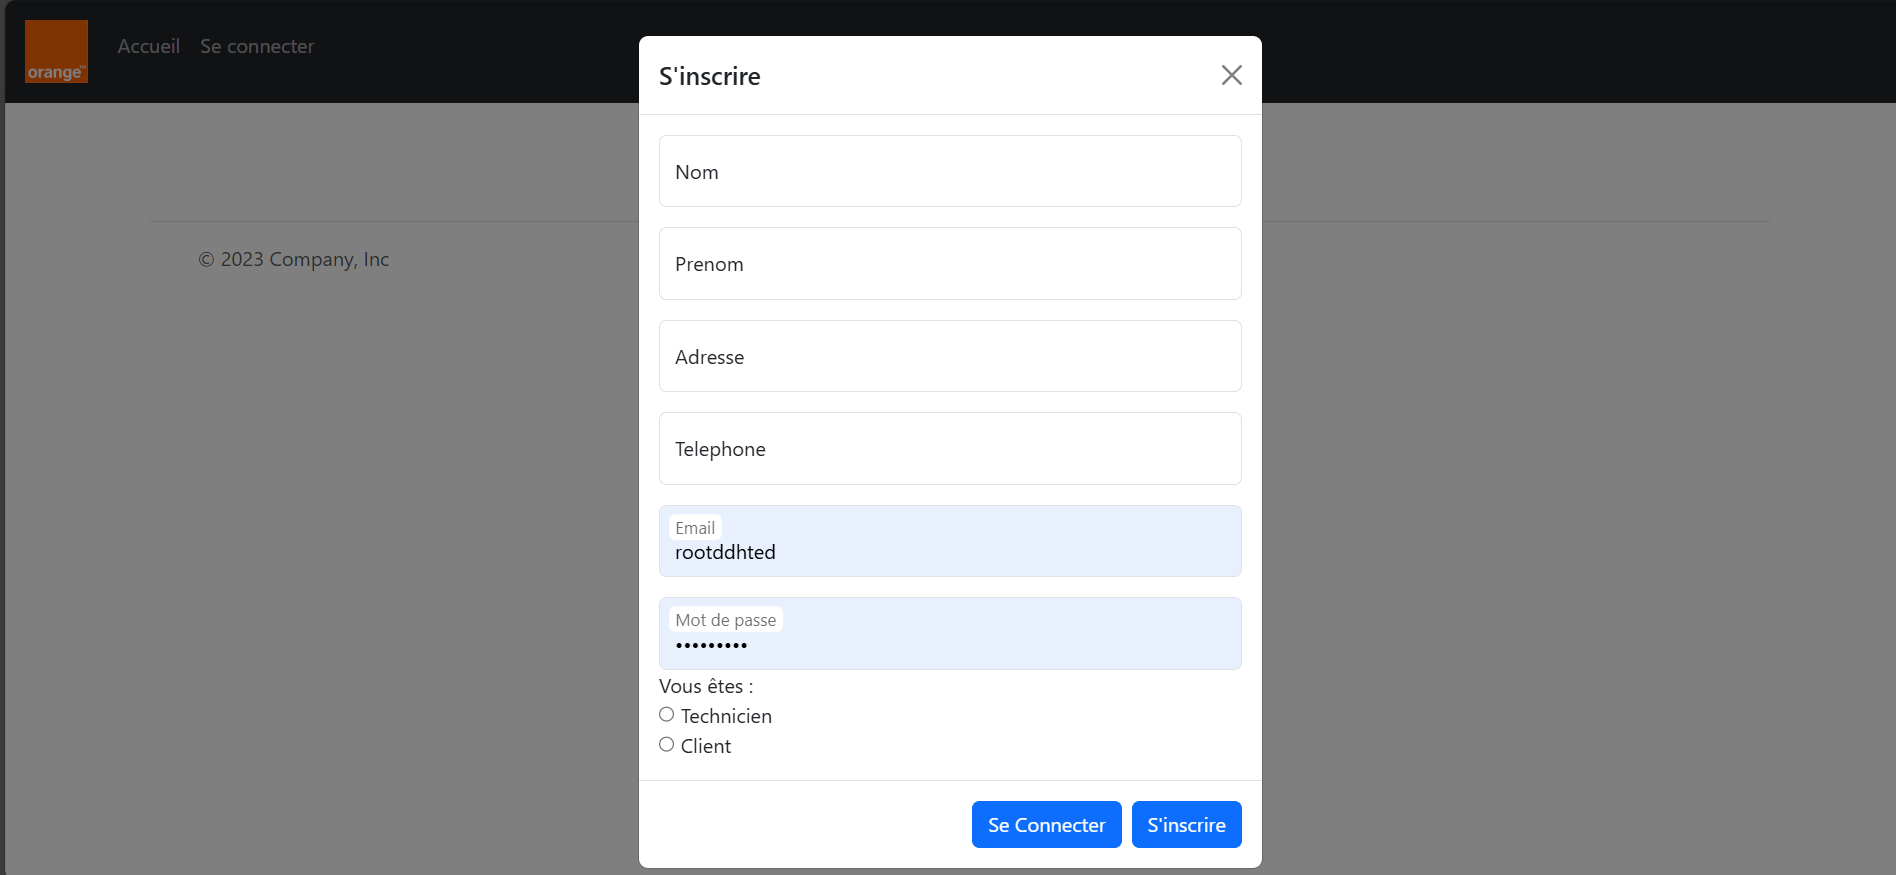 orange™
Accueil
Se connecter
S'inscrire
Nom
Prenom
Adresse
Telephone
Email
rootddhted
Mot de passe
•••••••••
Vous êtes :
Technicien
Client
Se Connecter
S'inscrire
© 2023 Company, Inc